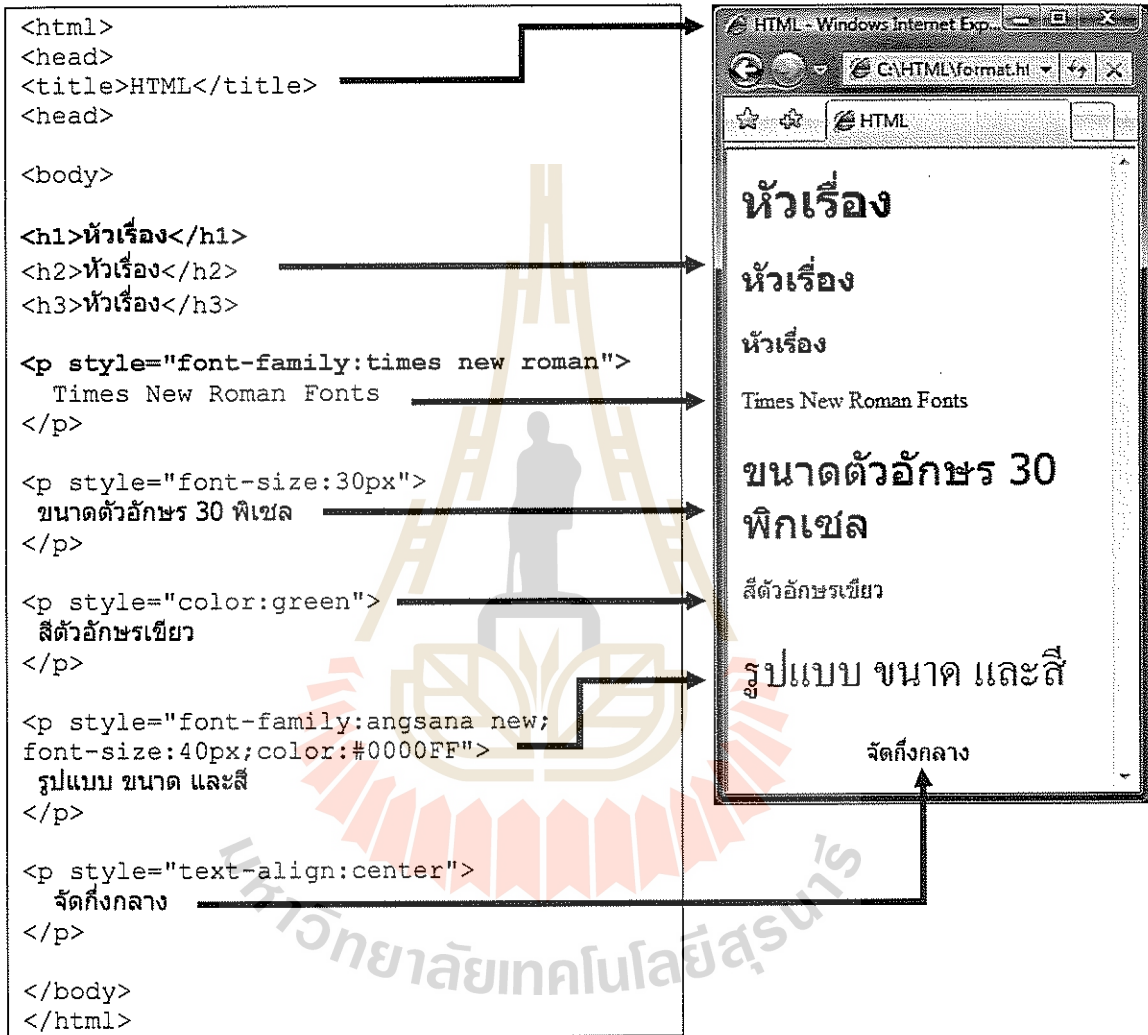 <html>
<head>
<title>HTML</title>
<head>
<body>
<h1>หัวเรื่อง</h1>
<h2>หัวเรื่อง</h2>
<h3>หัวเรื่อง</h3>
<p style="font-family:times new roman">
Times New Roman Fonts
</p>
<p style="font-size:30px">
ขนาดตัวอักษร 30 พิเซล
</p>
<p style="color:green">
สีตัวอักษรเขียว
</p>
<p style="font-family:angsana new;
font-size:40px;color:#0000FF">
รูปแบบ ขนาด และสี
</p>
<p style="text-align:center">
จัดกึ่งกลาง
</p>
</body>
</html>
HTML - Windows Internet Exp...
C:\HTML\format.ht
HTML
หัวเรื่อง
หัวเรื่อง
หัวเรื่อง
Times New Roman Fonts
ขนาดตัวอักษร 30
พิกเซล
สีตัวอักษรเขียว
รูปแบบ ขนาด และสี
จัดกึ่งกลาง
มหาวิทยาลัยเทคโนโลยีสุรนารี